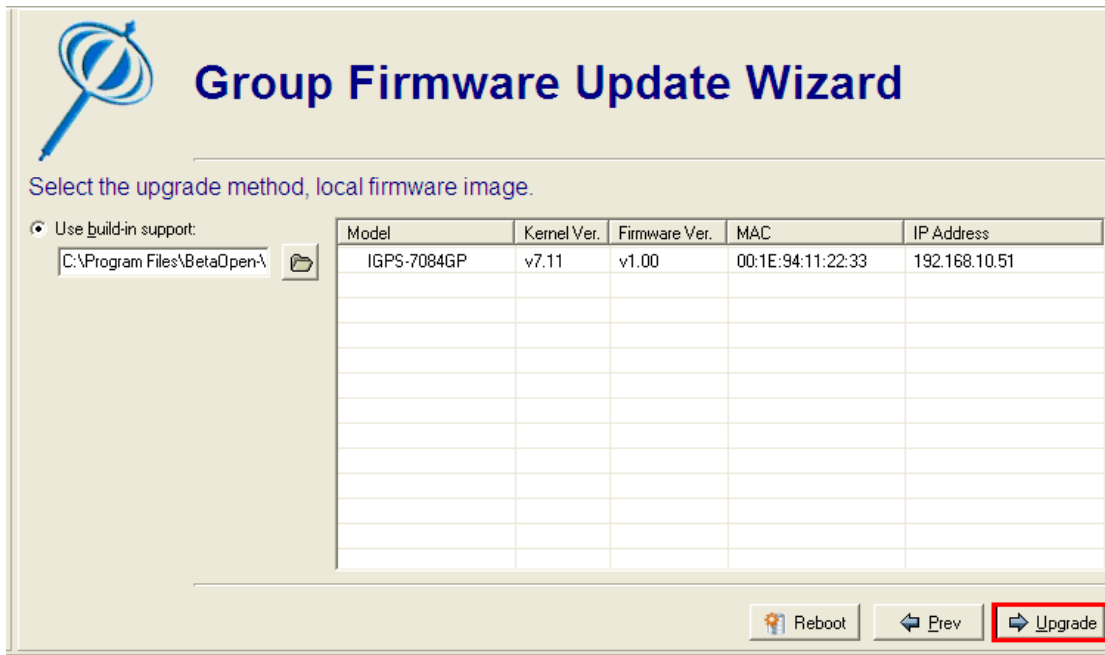 Group Firmware Update Wizard
Select the upgrade method, local firmware image.
Use build-in support:
C:\Program Files\BetaOpen-\
Model Kernel Ver. Firmware Ver. MAC IP Address
IGPS-7084GP v7.11 v1.00 00:1E:94:11:22:33 192.168.10.51
Reboot Prev Upgrade